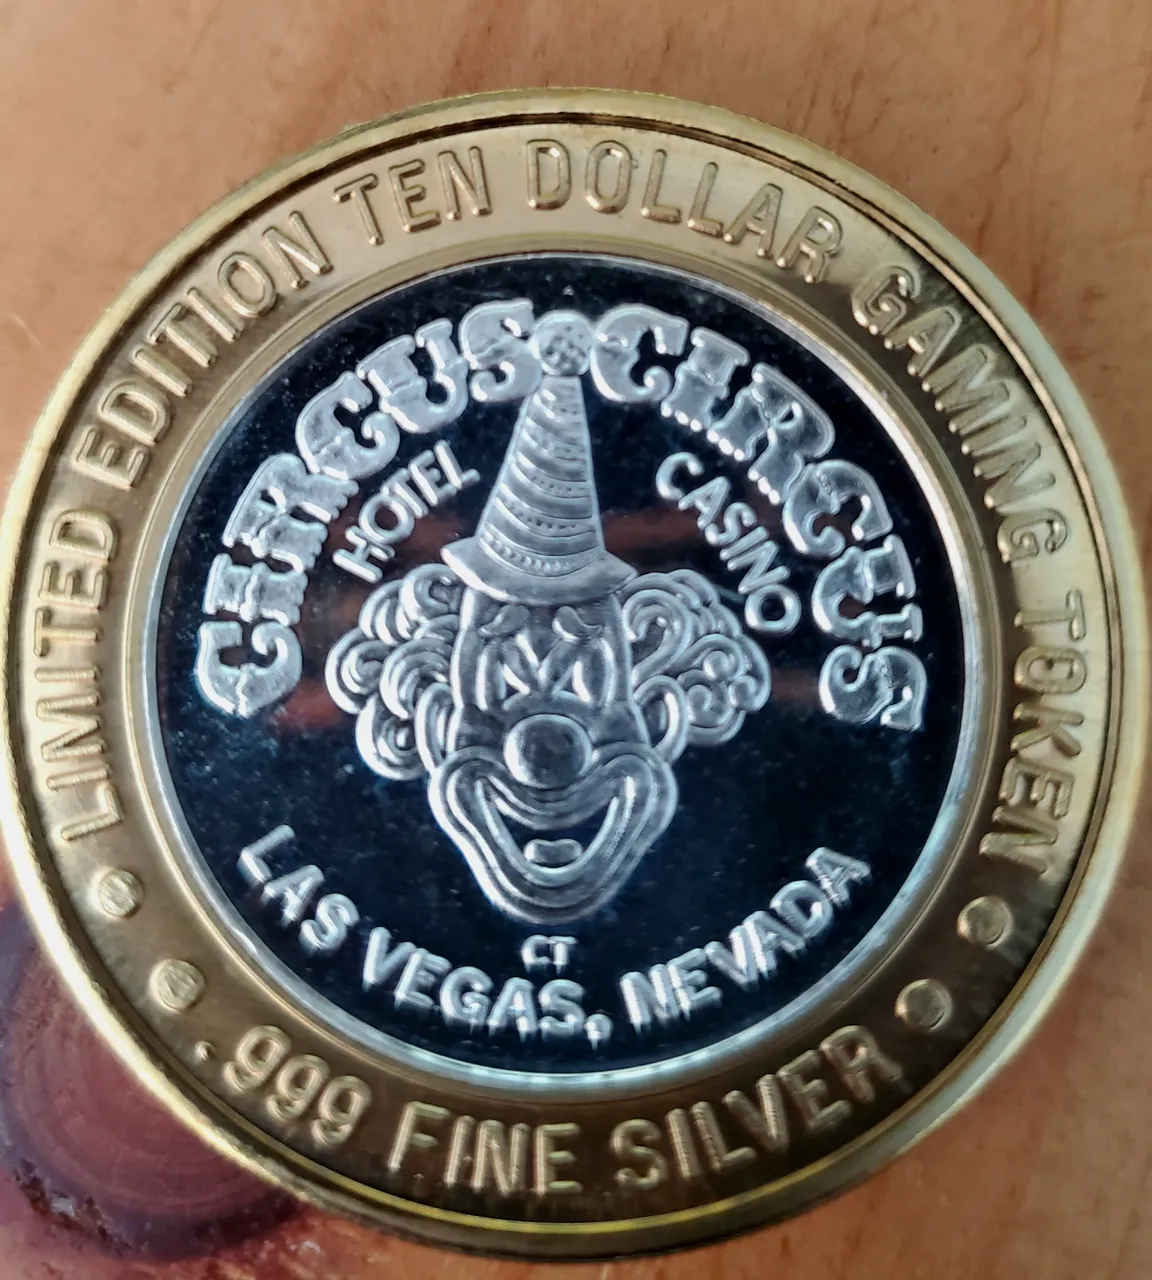 LIMITED EDITION TEN DOLLAR GAMING TOKEN
CIRCUS CIRCUS
HOTEL CASINO
CT
LAS VEGAS, NEVADA
.999 FINE SILVER